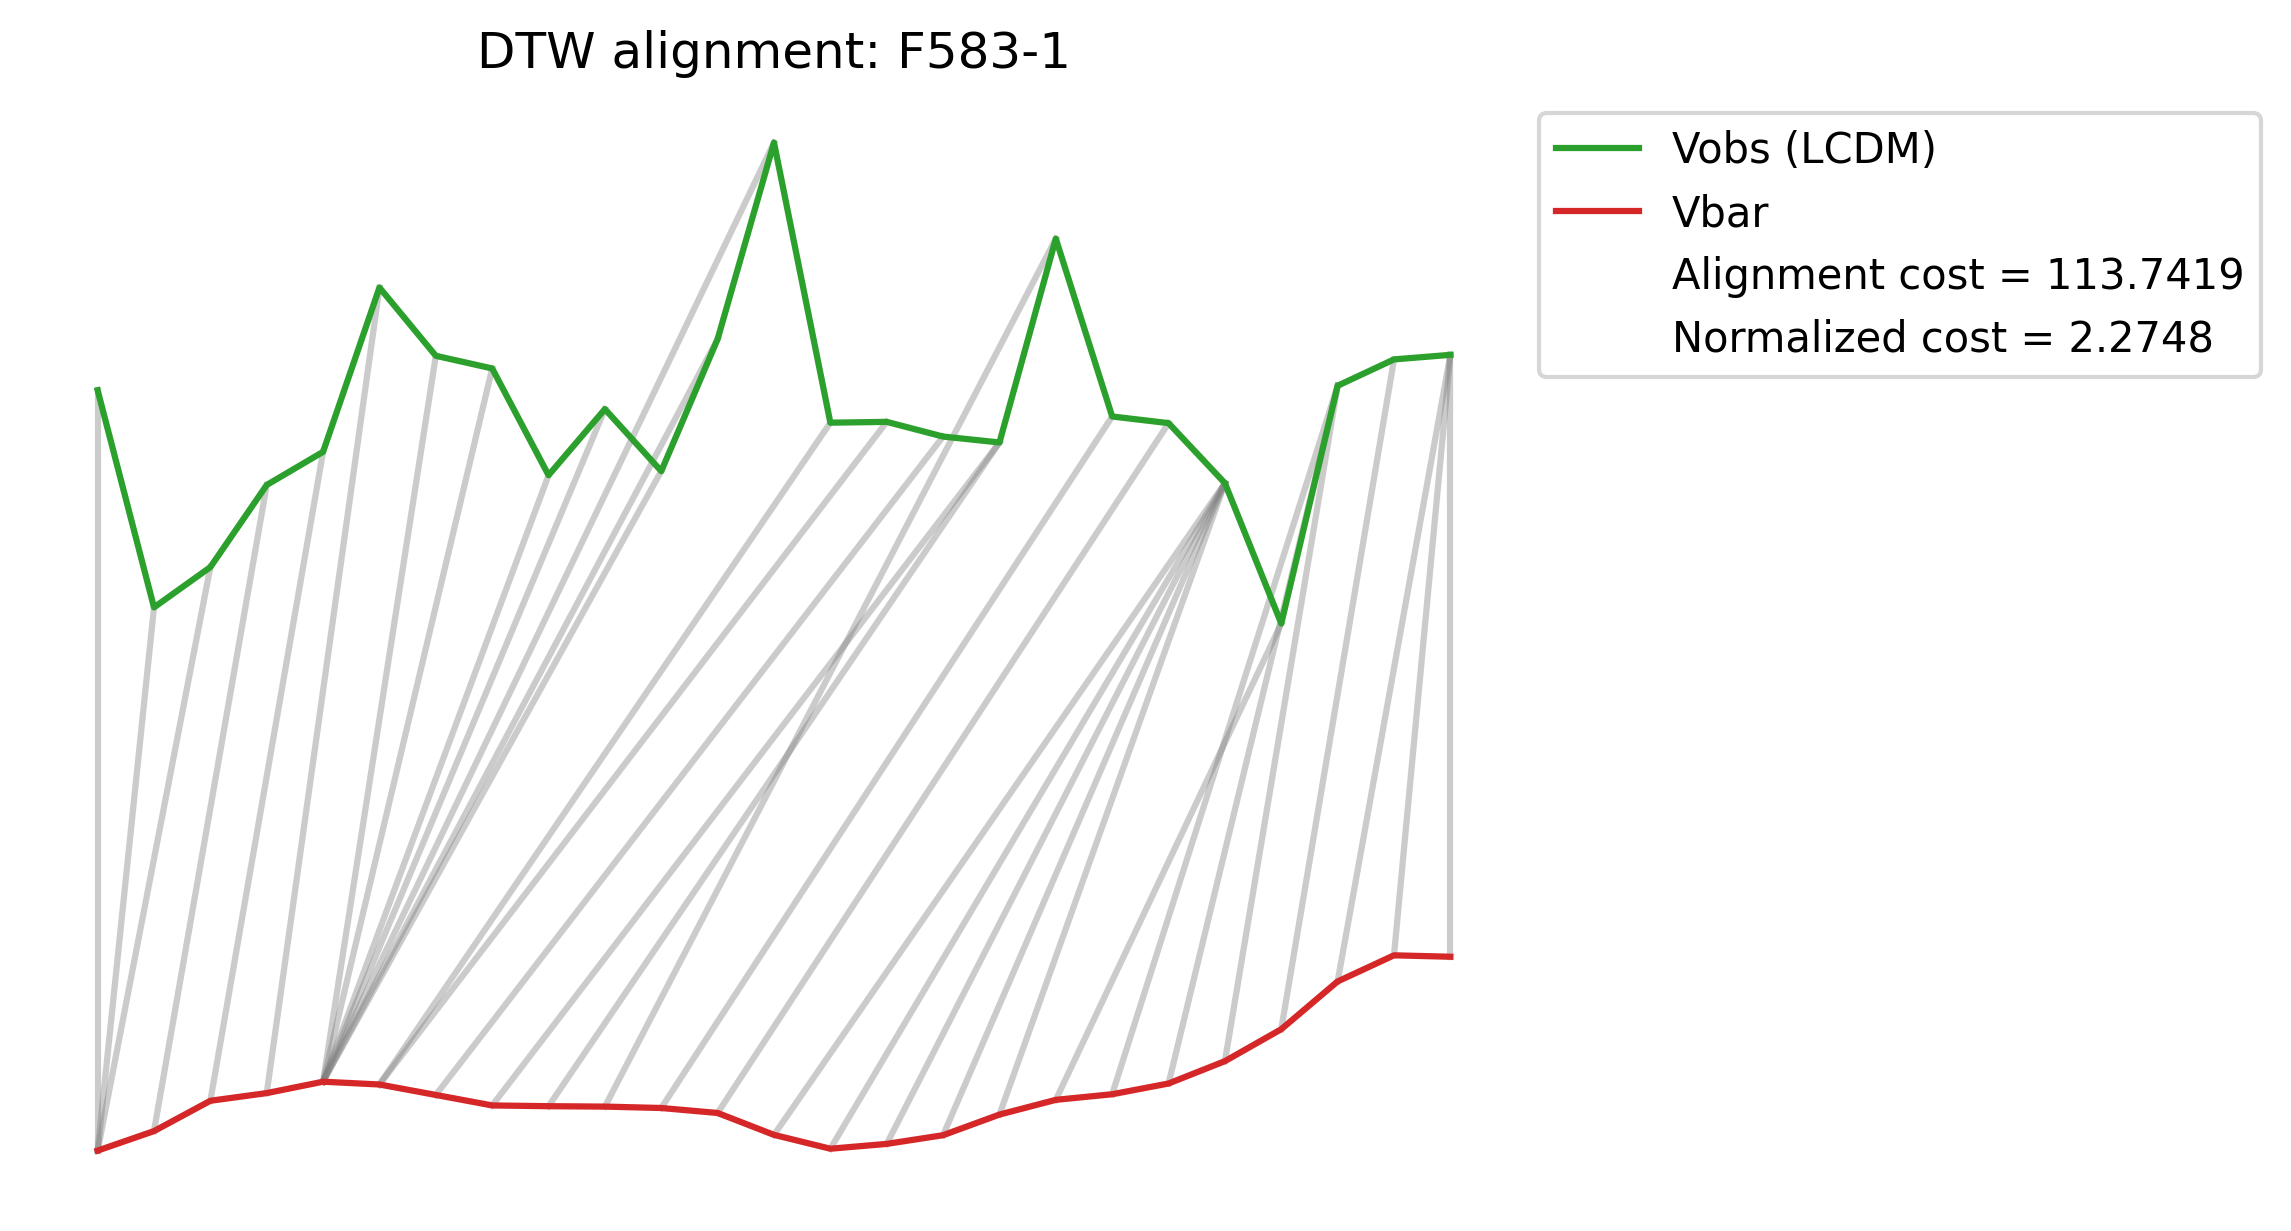 DTW alignment: F583-1
Vobs (LCDM)
Vbar
Alignment cost = 113.7419
Normalized cost = 2.2748